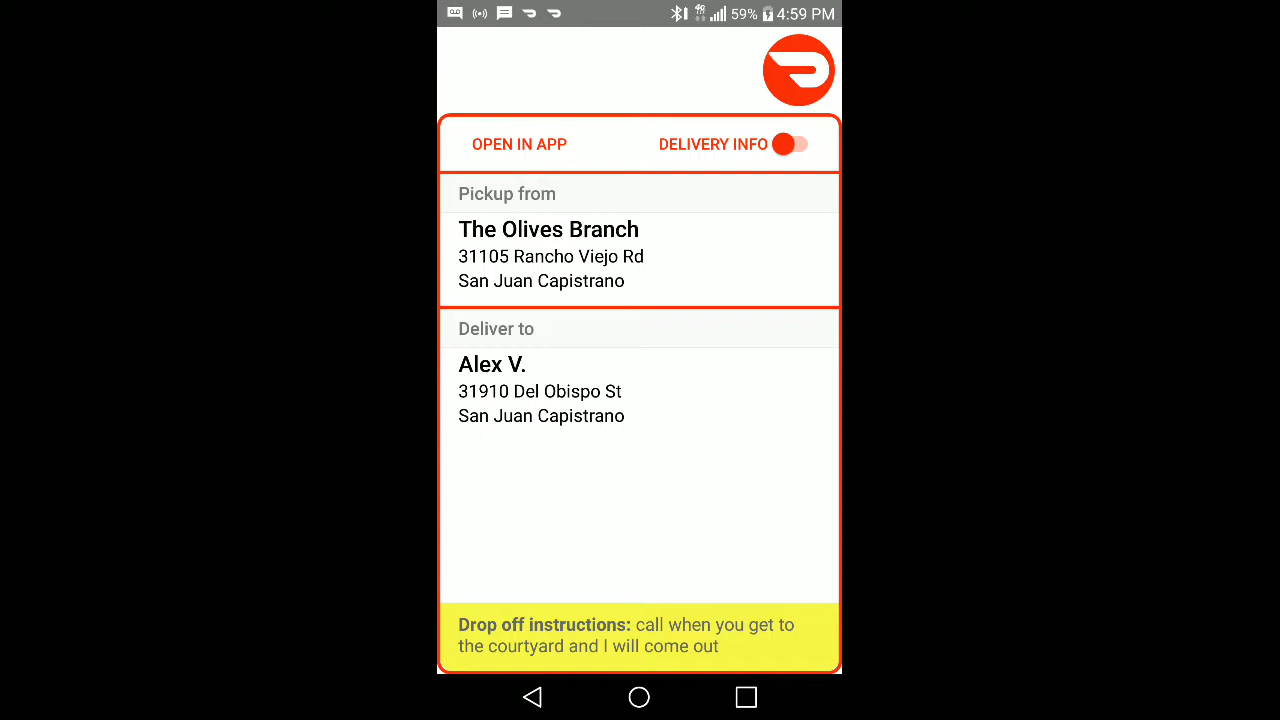 59% 4:59 PM
OPEN IN APP DELIVERY INFO
Pickup from
The Olives Branch
31105 Rancho Viejo Rd
San Juan Capistrano
Deliver to
Alex V.
31910 Del Obispo St
San Juan Capistrano
Drop off instructions: call when you get to
the courtyard and I will come out